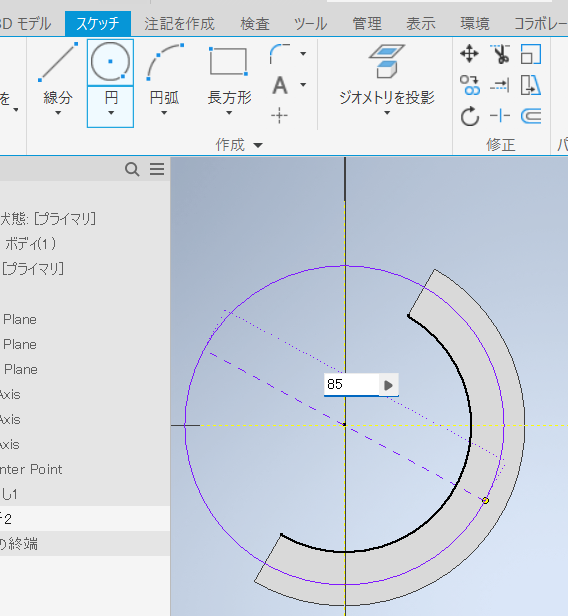 3D モデル スケッチ 注記を作成 検査 ツール 管理 表示 環境 コラボレー
を 線分 円 円弧 長方形 A ジオメトリを投影
作成 修正 パ
状態: [プライマリ]
ボディ(1)
[プライマリ]
Plane
Plane
Plane
Axis
Axis
Axis
nter Point
し1
2
の終端
85